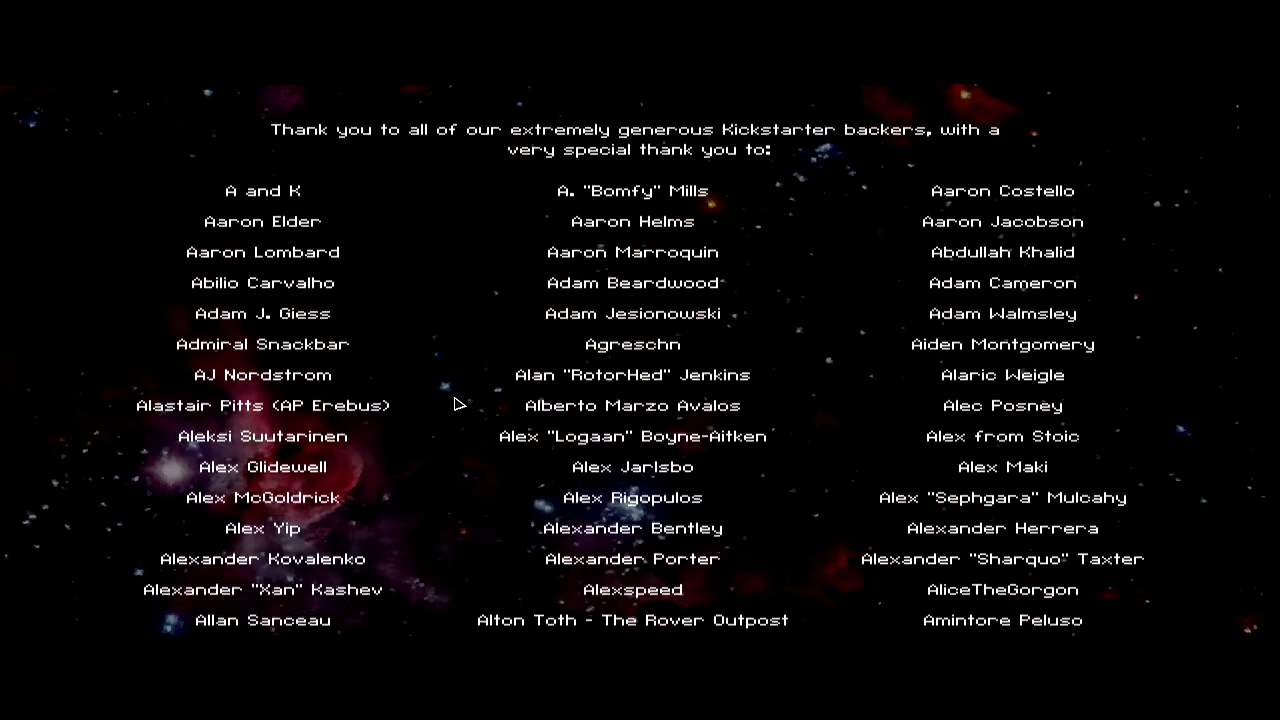 Thank you to all of our extremely generous Kickstarter backers, with a
very special thank you to:
A and K
A. "Bomfy" Mills
Aaron Costello
Aaron Elder
Aaron Helms
Aaron Jacobson
Aaron Lombard
Aaron Marroquin
Abdullah Khalid
Abilio Carvalho
Adam Beardwood
Adam Cameron
Adam J. Giess
Adam Jesionowski
Adam Walmsley
Admiral Snackbar
Agreschn
Aiden Montgomery
AJ Nordstrom
Alan "RotorHed" Jenkins
Alaric Weigle
Alastair Pitts (AP Erebus)
Alberto Marzo Avalos
Alec Posney
Aleksi Suutarinen
Alex "Logaan" Boyne-Aitken
Alex from Stoic
Alex Glidewell
Alex Jarlsbo
Alex Maki
Alex McGoldrick
Alex Rigopulos
Alex "Sephgara" Mulcahy
Alex Yip
Alexander Bentley
Alexander Herrera
Alexander Kovalenko
Alexander Porter
Alexander "Sharquo" Taxter
Alexander "Xan" Kashev
Alexspeed
AliceTheGorgon
Allan Sanceau
Alton Toth - The Rover Outpost
Amintore Peluso